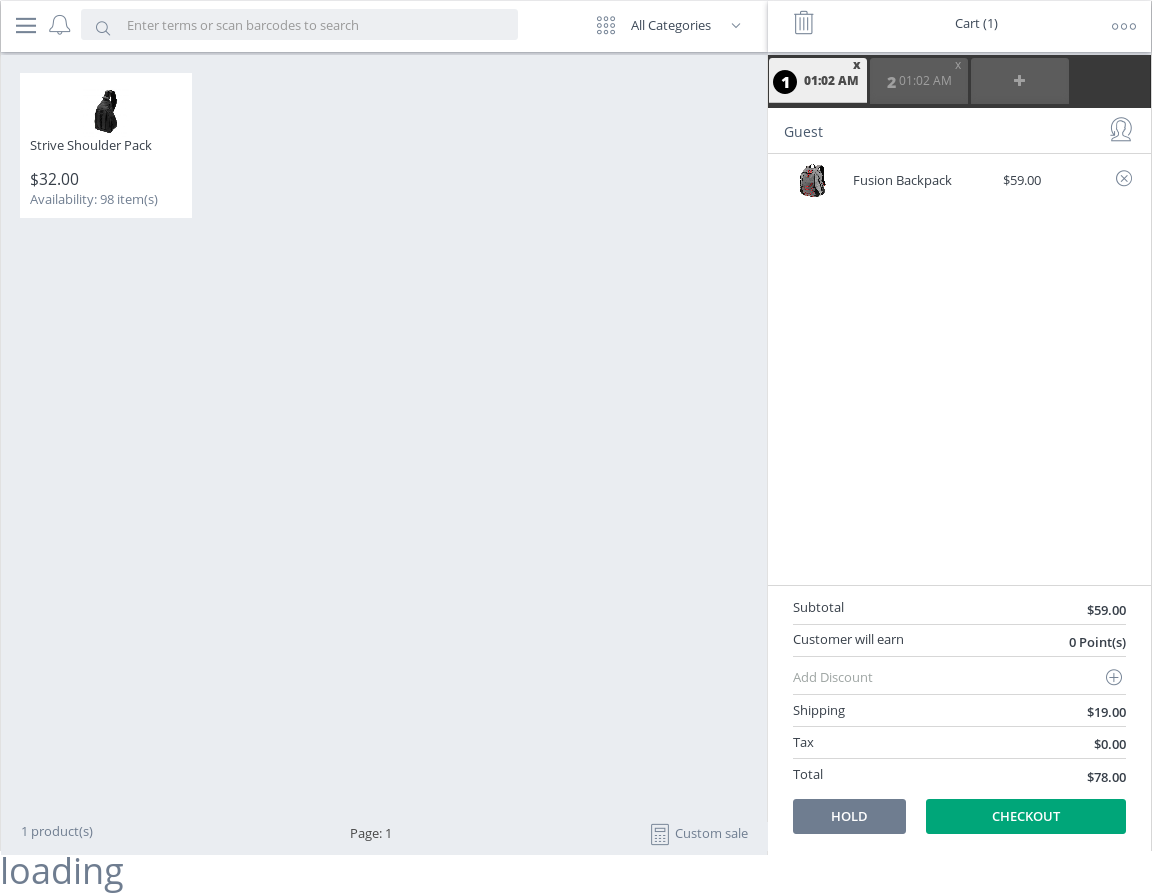 Enter terms or scan barcodes to search
All Categories
Cart (1)
1 01:02 AM x
2 01:02 AM x
+
Guest
Strive Shoulder Pack
$32.00
Availability: 98 item(s)
Fusion Backpack $59.00
Subtotal $59.00
Customer will earn 0 Point(s)
Add Discount
Shipping $19.00
Tax $0.00
Total $78.00
HOLD CHECKOUT
1 product(s) Page: 1 Custom sale
loading